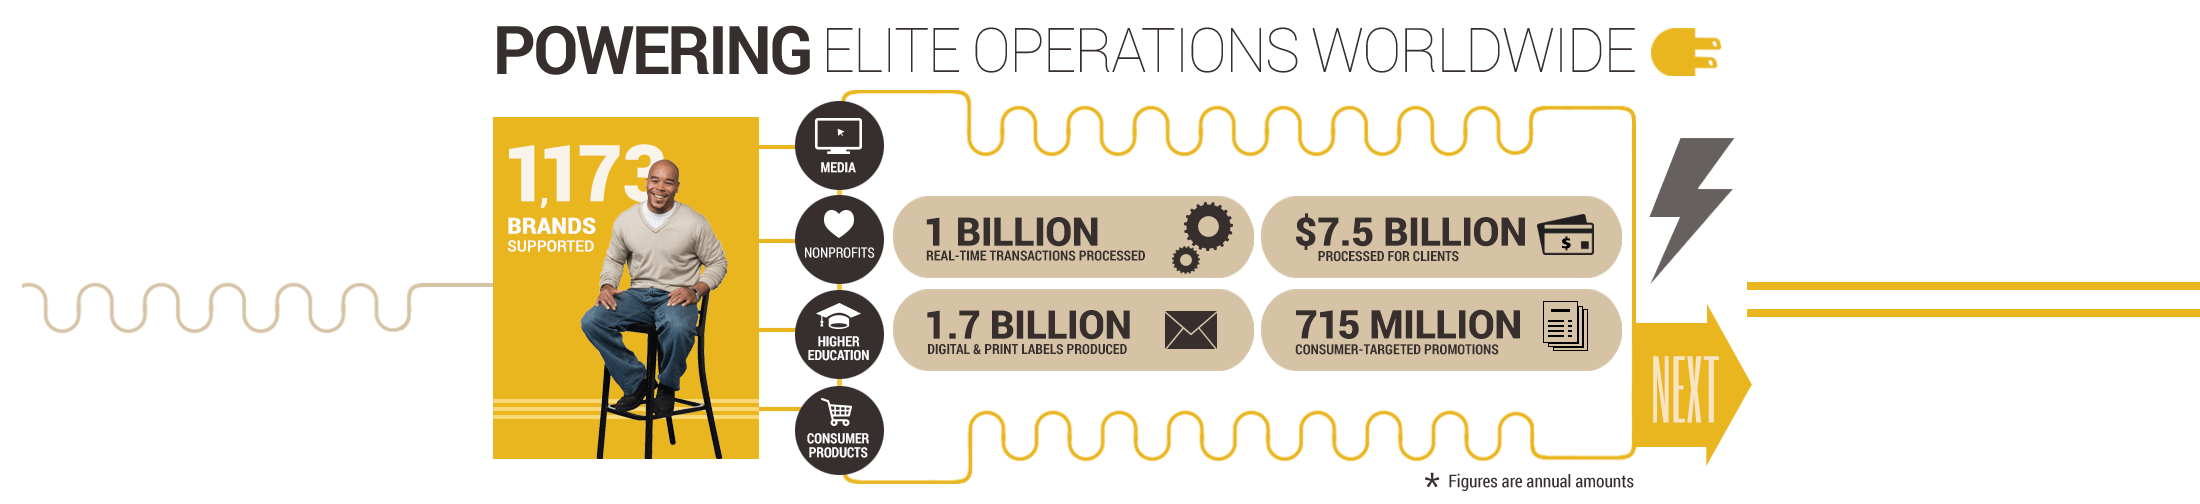 POWERING ELITE OPERATIONS WORLDWIDE
1,173
BRANDS
SUPPORTED
MEDIA
NONPROFITS
HIGHER
EDUCATION
CONSUMER
PRODUCTS
1 BILLION
REAL-TIME TRANSACTIONS PROCESSED
$7.5 BILLION
PROCESSED FOR CLIENTS
$
1.7 BILLION
DIGITAL & PRINT LABELS PRODUCED
715 MILLION
CONSUMER-TARGETED PROMOTIONS
NEXT
* Figures are annual amounts